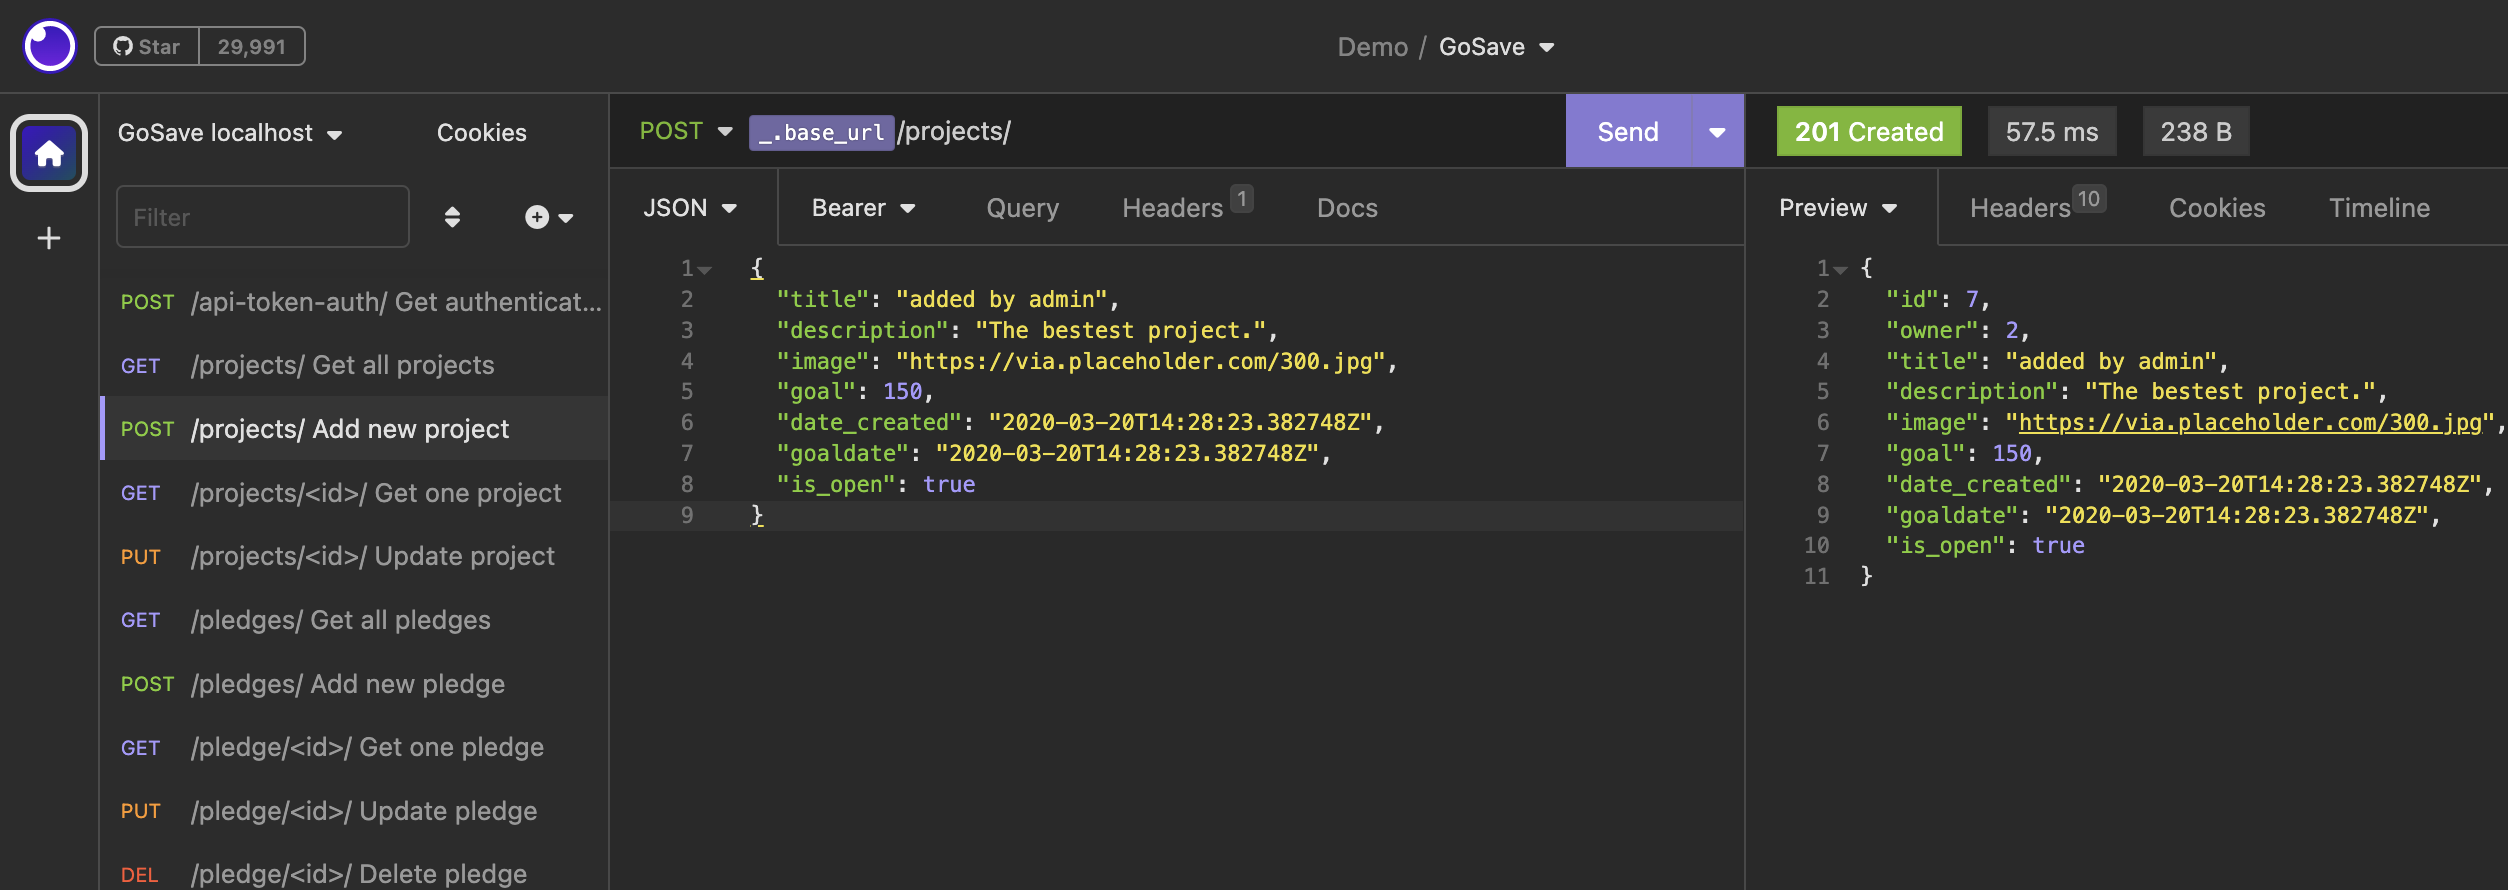 Star 29,991
Demo / GoSave
GoSave localhost Cookies
Filter
POST /api-token-auth/ Get authenticat...
GET /projects/ Get all projects
POST /projects/ Add new project
GET /projects/<id>/ Get one project
PUT /projects/<id>/ Update project
GET /pledges/ Get all pledges
POST /pledges/ Add new pledge
GET /pledge/<id>/ Get one pledge
PUT /pledge/<id>/ Update pledge
DEL /pledge/<id>/ Delete pledge
POST _.base_url/projects/ Send
JSON Bearer Query Headers 1 Docs
1 {
2 "title": "added by admin",
3 "description": "The bestest project.",
4 "image": "https://via.placeholder.com/300.jpg",
5 "goal": 150,
6 "date_created": "2020-03-20T14:28:23.382748Z",
7 "goaldate": "2020-03-20T14:28:23.382748Z",
8 "is_open": true
9 }
201 Created 57.5 ms 238 B
Preview Headers 10 Cookies Timeline
1 {
2 "id": 7,
3 "owner": 2,
4 "title": "added by admin",
5 "description": "The bestest project.",
6 "image": "https://via.placeholder.com/300.jpg",
7 "goal": 150,
8 "date_created": "2020-03-20T14:28:23.382748Z",
9 "goaldate": "2020-03-20T14:28:23.382748Z",
10 "is_open": true
11 }